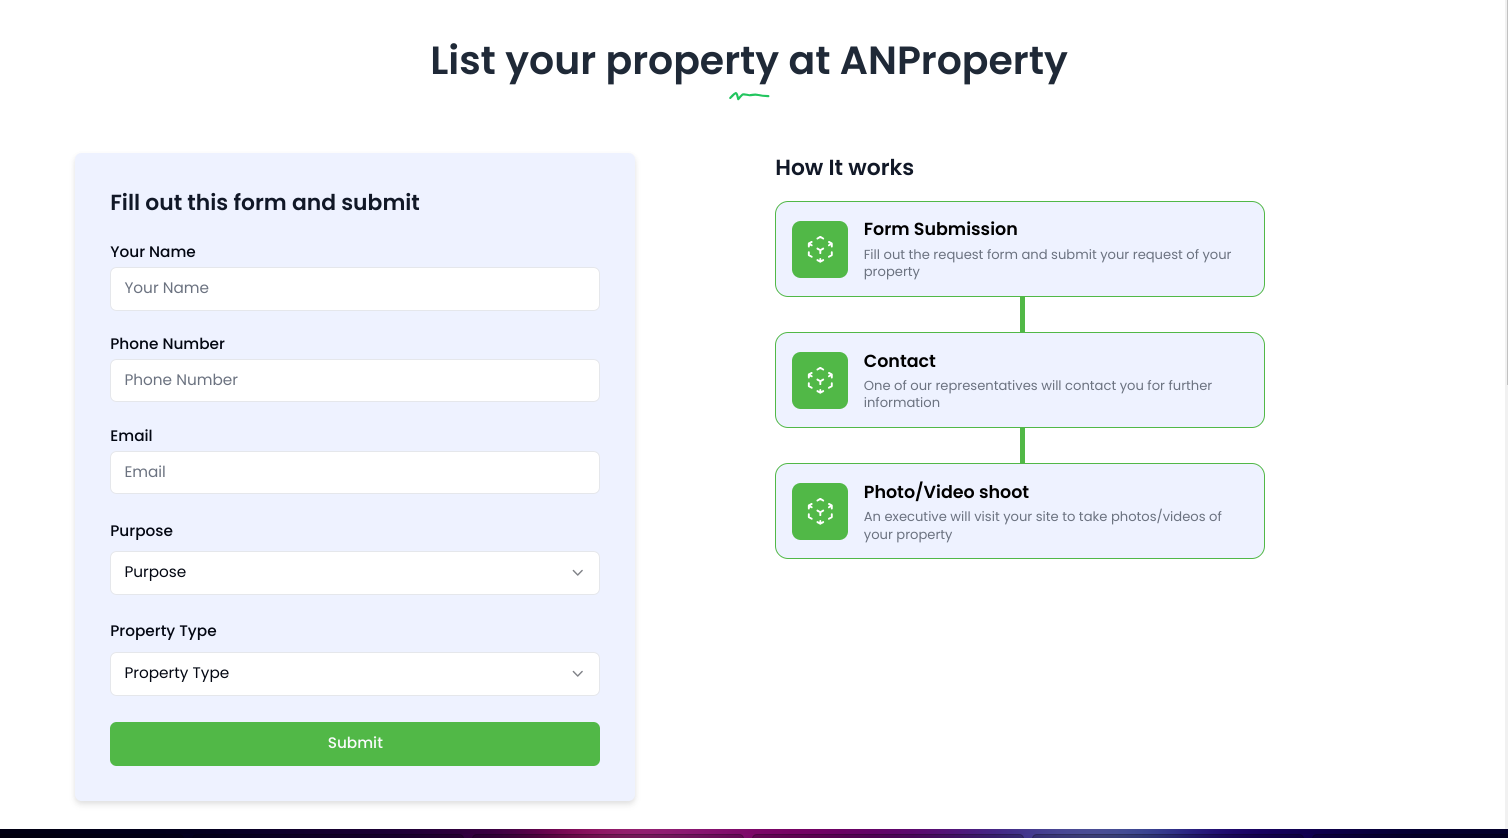 List your property at ANProperty
Fill out this form and submit
Your Name
Your Name
Phone Number
Phone Number
Email
Email
Purpose
Purpose
Property Type
Property Type
Submit
How It works
Form Submission
Fill out the request form and submit your request of your
property
Contact
One of our representatives will contact you for further
information
Photo/Video shoot
An executive will visit your site to take photos/videos of
your property